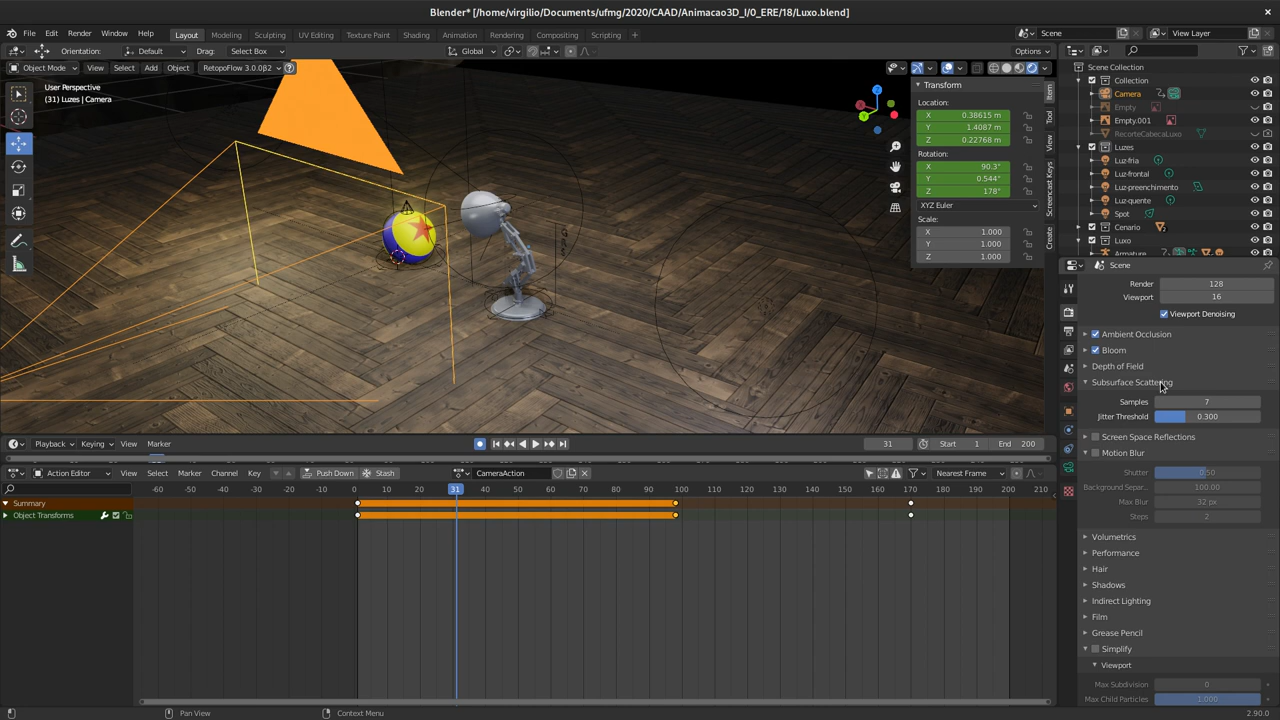 Blender* [/home/virgilio/Documents/ufmg/2020/CAAD/Animacao3D_I/0_ERE/18/Luxo.blend]
File Edit Render Window Help Layout Modeling Sculpting UV Editing Texture Paint Shading Animation Rendering Compositing Scripting + Scene View Layer
Orientation: Default Drag: Select Box Global Options
Object Mode View Select Add Object RetopoFlow 3.0.0β2
User Perspective
(31) Luzes | Camera
Transform
Location:
X 0.38615 m
Y 1.4087 m
Z 0.22768 m
Rotation:
X 90.3°
Y 0.544°
Z 178°
XYZ Euler
Scale:
X 1.000
Y 1.000
Z 1.000
Item
Tool
View
Screencast Keys
Create
Z
Y
Scene Collection
Collection
Camera
Empty
Empty.001
RecorteCabecaLuxo
Luzes
Luz-fria
Luz-frontal
Luz-preenchimento
Luz-quente
Spot
Cenario
Luxo
Armature
Scene
Render 128
Viewport 16
Viewport Denoising
Ambient Occlusion
Bloom
Depth of Field
Subsurface Scattering
Samples 7
Jitter Threshold 0.300
Screen Space Reflections
Motion Blur
Shutter 0.50
Background Separ... 100.00
Max Blur 32 px
Steps 2
Volumetrics
Performance
Hair
Shadows
Indirect Lighting
Film
Grease Pencil
Simplify
Viewport
Max Subdivision 0
Max Child Particles 1.000
Playback Keying View Marker 31 Start 1 End 200
Action Editor View Select Marker Channel Key Push Down Stash CameraAction Nearest Frame
-60 -50 -40 -30 -20 -10 0 10 20 31 40 50 60 70 80 90 100 110 120 130 140 150 160 170 180 190 200 210
Summary
Object Transforms
Pan View Context Menu 2.90.0